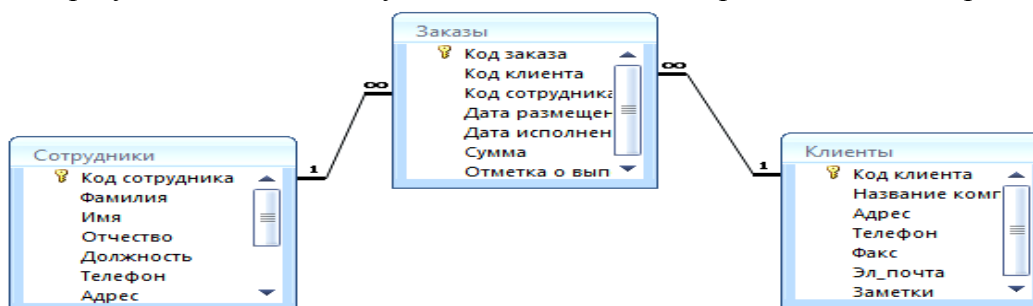 Заказы
Код заказа
Код клиента
Код сотрудника
Дата размещен
Дата исполнен
Сумма
Отметка о вып
∞
∞
1
1
Сотрудники
Код сотрудника
Фамилия
Имя
Отчество
Должность
Телефон
Адрес
Клиенты
Код клиента
Название комп
Адрес
Телефон
Факс
Эл_почта
Заметки